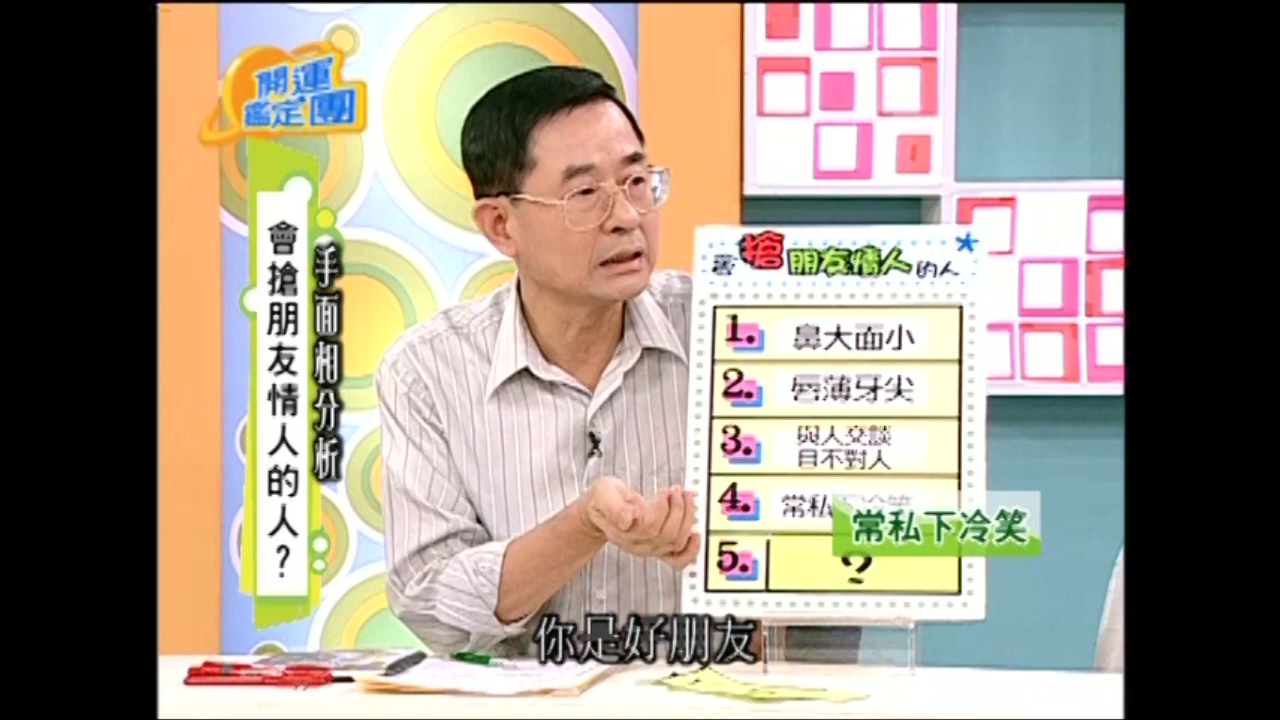 開運
鑑定團
手面相分析
會搶朋友情人的人?
搶朋友情人的人
1. 鼻大面小
2. 唇薄牙尖
3. 與人交談
目不對人
4. 常私下冷笑
5. ?
常私下冷笑
你是好朋友